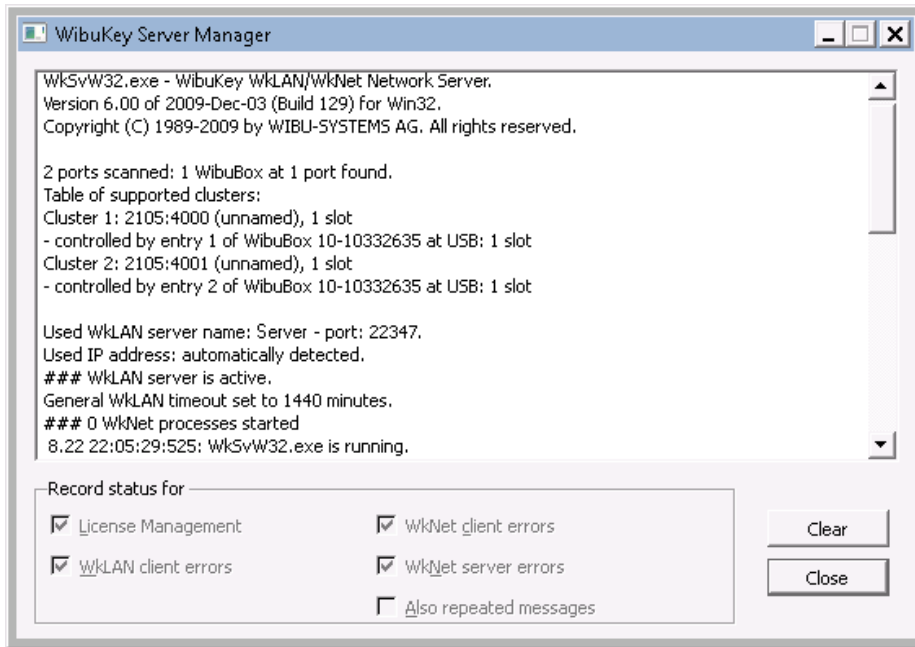 WibuKey Server Manager
WkSvW32.exe - WibuKey WkLAN/WkNet Network Server.
Version 6.00 of 2009-Dec-03 (Build 129) for Win32.
Copyright (C) 1989-2009 by WIBU-SYSTEMS AG. All rights reserved.
2 ports scanned: 1 WibuBox at 1 port found.
Table of supported clusters:
Cluster 1: 2105:4000 (unnamed), 1 slot
- controlled by entry 1 of WibuBox 10-10332635 at USB: 1 slot
Cluster 2: 2105:4001 (unnamed), 1 slot
- controlled by entry 2 of WibuBox 10-10332635 at USB: 1 slot
Used WkLAN server name: Server - port: 22347.
Used IP address: automatically detected.
### WkLAN server is active.
General WkLAN timeout set to 1440 minutes.
### 0 WkNet processes started
8.22 22:05:29:525: WkSvW32.exe is running.
Record status for
License Management
WkNet client errors
WkLAN client errors
WkNet server errors
Also repeated messages
Clear
Close